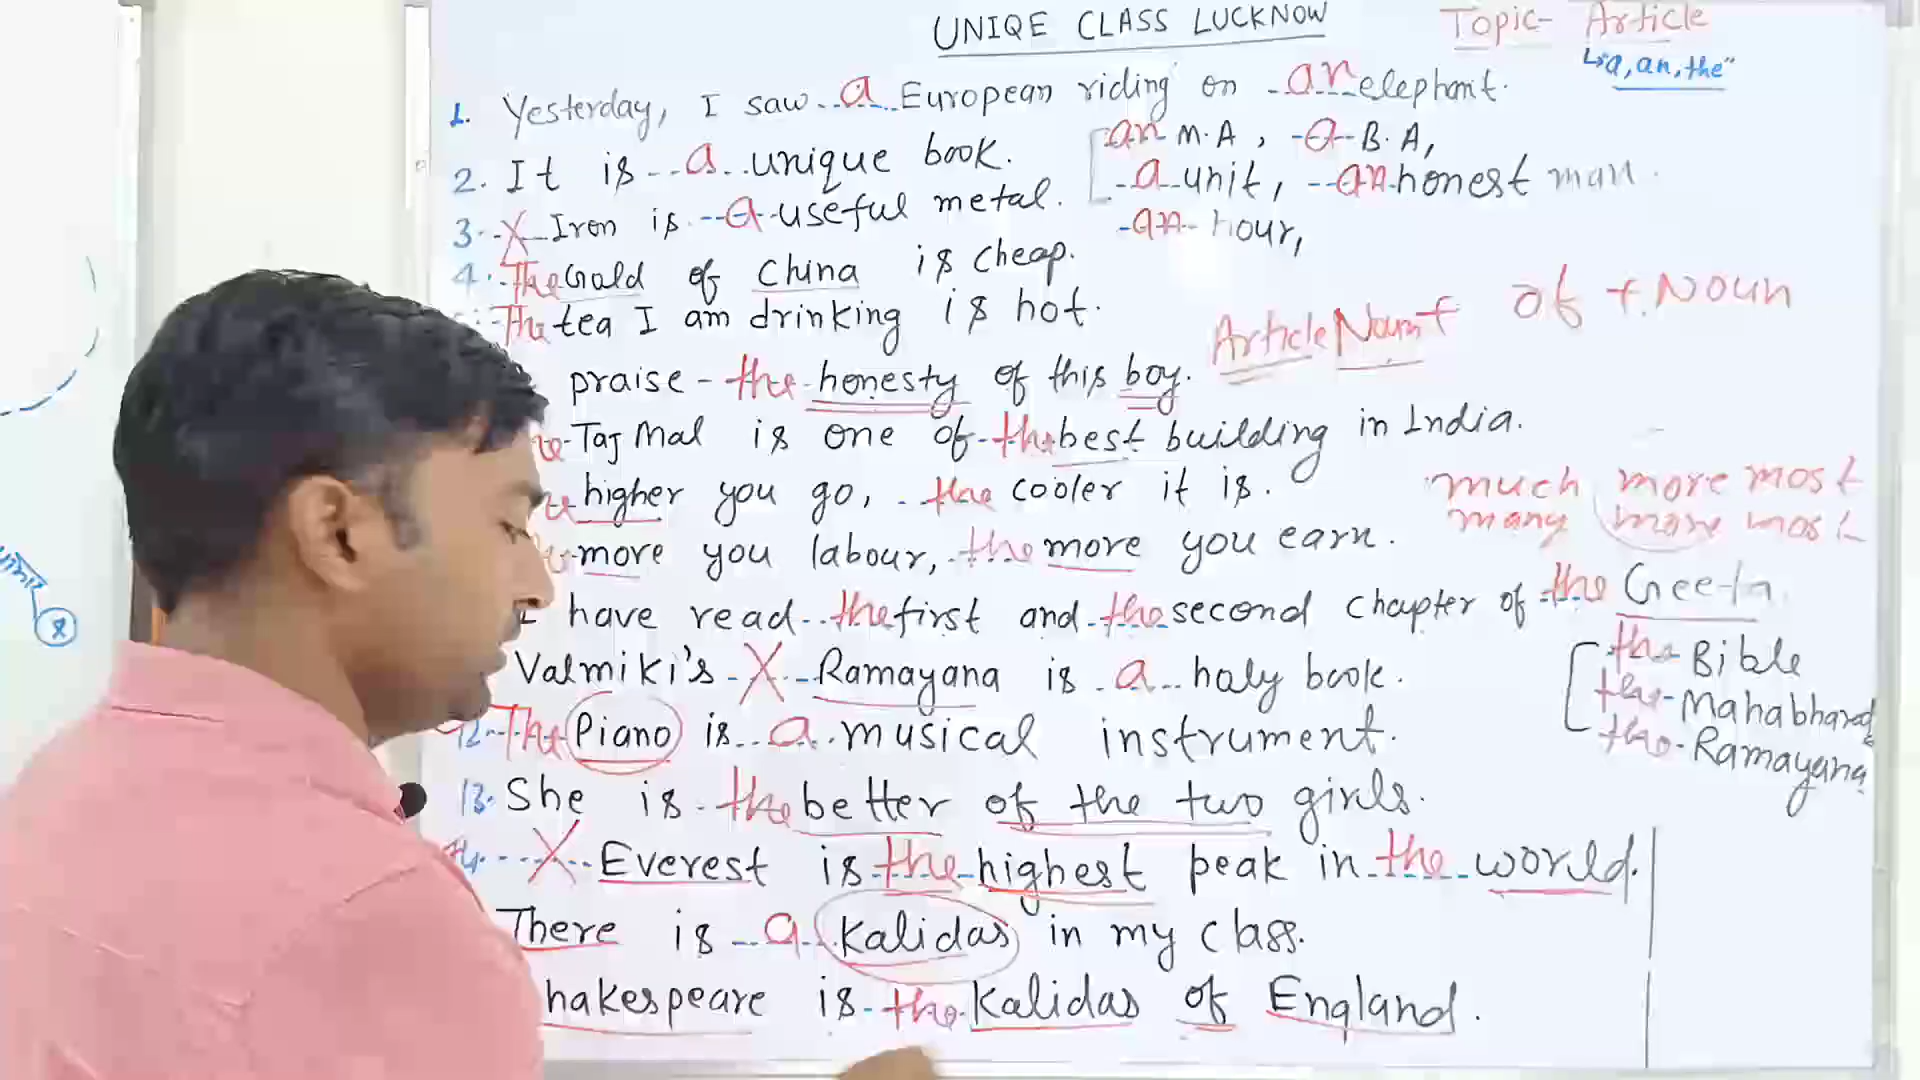 UNIQE CLASS LUCKNOW
Topic- Article
a, an, the"
1. Yesterday, I saw a European riding on an elephant.
2. It is a unique book.
an M.A, a B.A,
a unit, an honest man.
an hour,
3. X Iron is a useful metal.
4. The Gold of China is cheap.
The tea I am drinking is hot.
Article Noun + of +. Noun
praise - the honesty of this boy.
Taj Mal is one of the best building in India.
higher you go, the cooler it is.
much more most
many more most
more you labour, the more you earn.
I have read the first and the second chapter of the Geeta.
the Bible
the Mahabharat
the Ramayana
Valmiki's X Ramayana is a holy book.
12. The Piano is a musical instrument.
13. She is the better of the two girls.
14. X Everest is the highest peak in the world.
There is a Kalidas in my class.
hakespeare is the Kalidas of England.